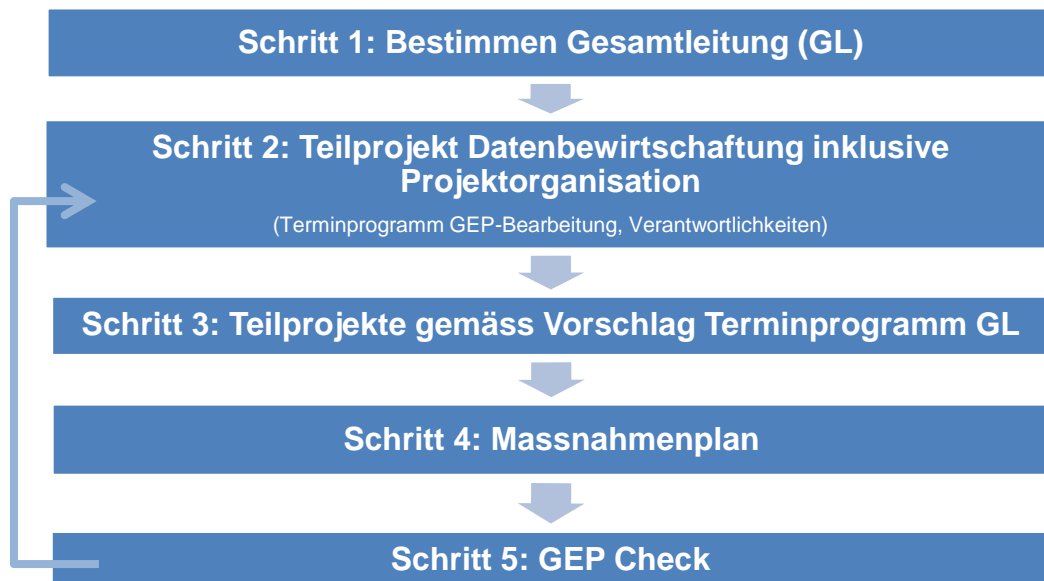 Schritt 1: Bestimmen Gesamtleitung (GL)
Schritt 2: Teilprojekt Datenbewirtschaftung inklusive
Projektorganisation
(Terminprogramm GEP-Bearbeitung, Verantwortlichkeiten)
Schritt 3: Teilprojekte gemäss Vorschlag Terminprogramm GL
Schritt 4: Massnahmenplan
Schritt 5: GEP Check